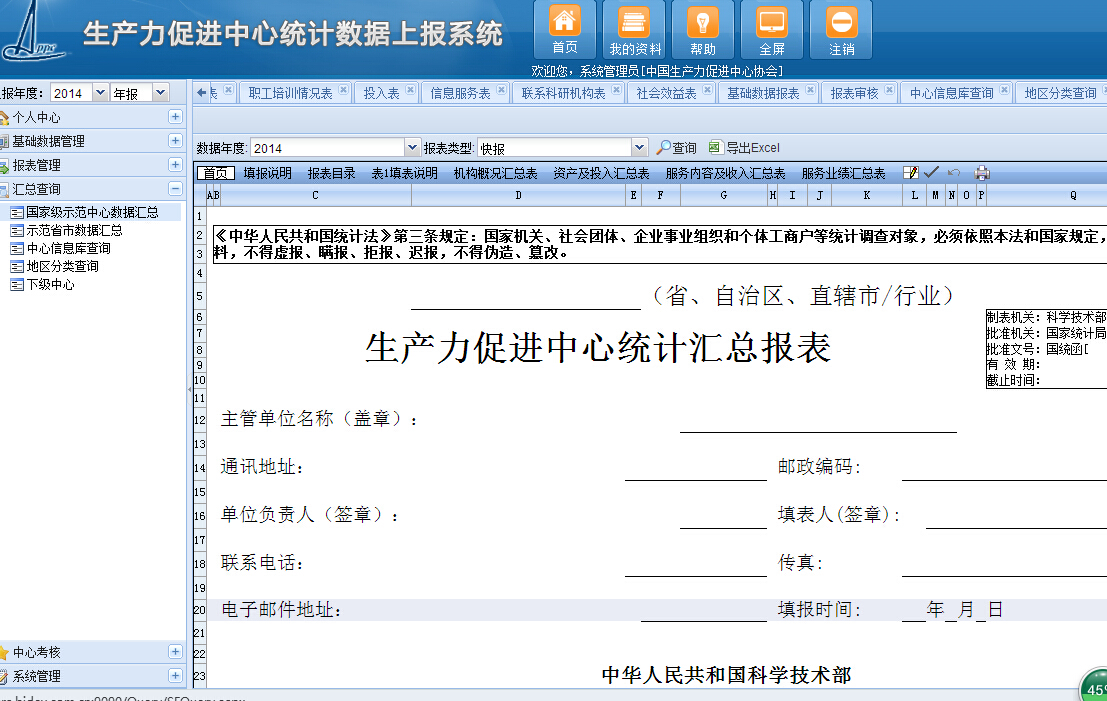 生产力促进中心统计数据上报系统
首页 我的资料 帮助 全屏 注销
欢迎您，系统管理员[中国生产力促进中心协会]
报年度： 2014 年报
表 职工培训情况表 投入表 信息服务表 联系科研机构表 社会效益表 基础数据报表 报表审核 中心信息库查询 地区分类查询
个人中心
基础数据管理
报表管理
汇总查询
国家级示范中心数据汇总
示范省市数据汇总
中心信息库查询
地区分类查询
下级中心
中心考核
系统管理
数据年度: 2014 报表类型: 快报 查询 导出Excel
首页 填报说明 报表目录 表1填表说明 机构概况汇总表 资产及投入汇总表 服务内容及收入汇总表 服务业绩汇总表
A B C D E F G H I J K L M N O P Q
1
2 《中华人民共和国统计法》第三条规定：国家机关、社会团体、企业事业组织和个体工商户等统计调查对象，必须依照本法和国家规定，
3 料，不得虚报、瞒报、拒报、迟报，不得伪造、篡改。
4
5 （省、自治区、直辖市/行业）
6 制表机关：科学技术部
7 批准机关：国家统计局
8 生产力促进中心统计汇总报表 批准文号：国统函[
9 有 效 期：
10 截止时间：
11
12 主管单位名称（盖章）：
13
14 通讯地址： 邮政编码：
15
16 单位负责人（签章）： 填表人(签章)：
17
18 联系电话： 传真：
19
20 电子邮件地址： 填报时间： 年 月 日
21
22
23 中华人民共和国科学技术部
45%